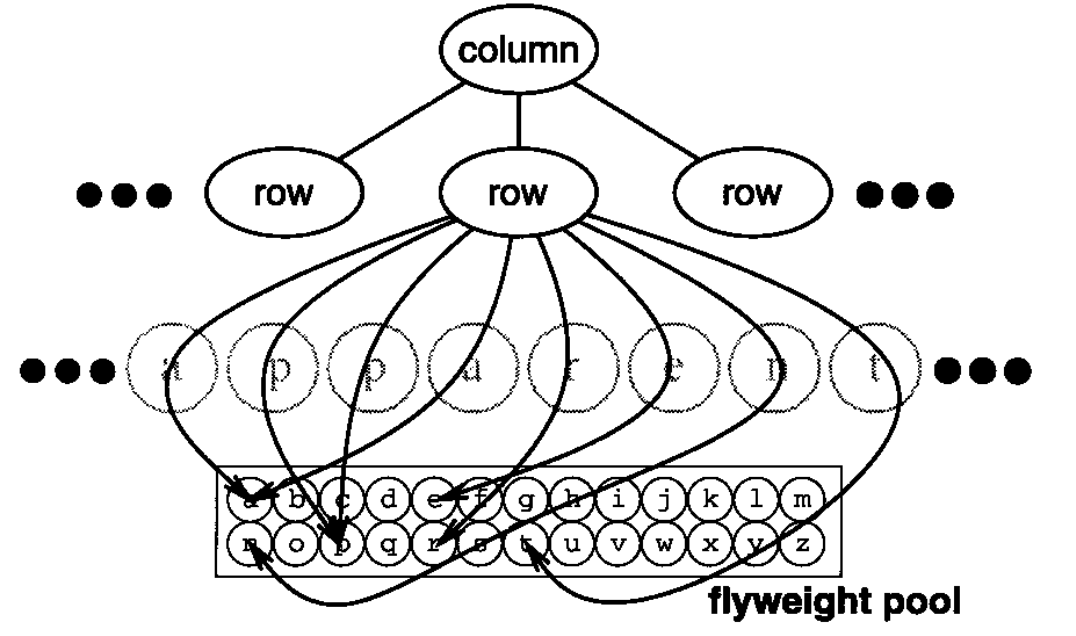 column
row row row
a p p u r e n t
a b c d e f g h i j k l m
n o p q r s t u v w x y z
flyweight pool